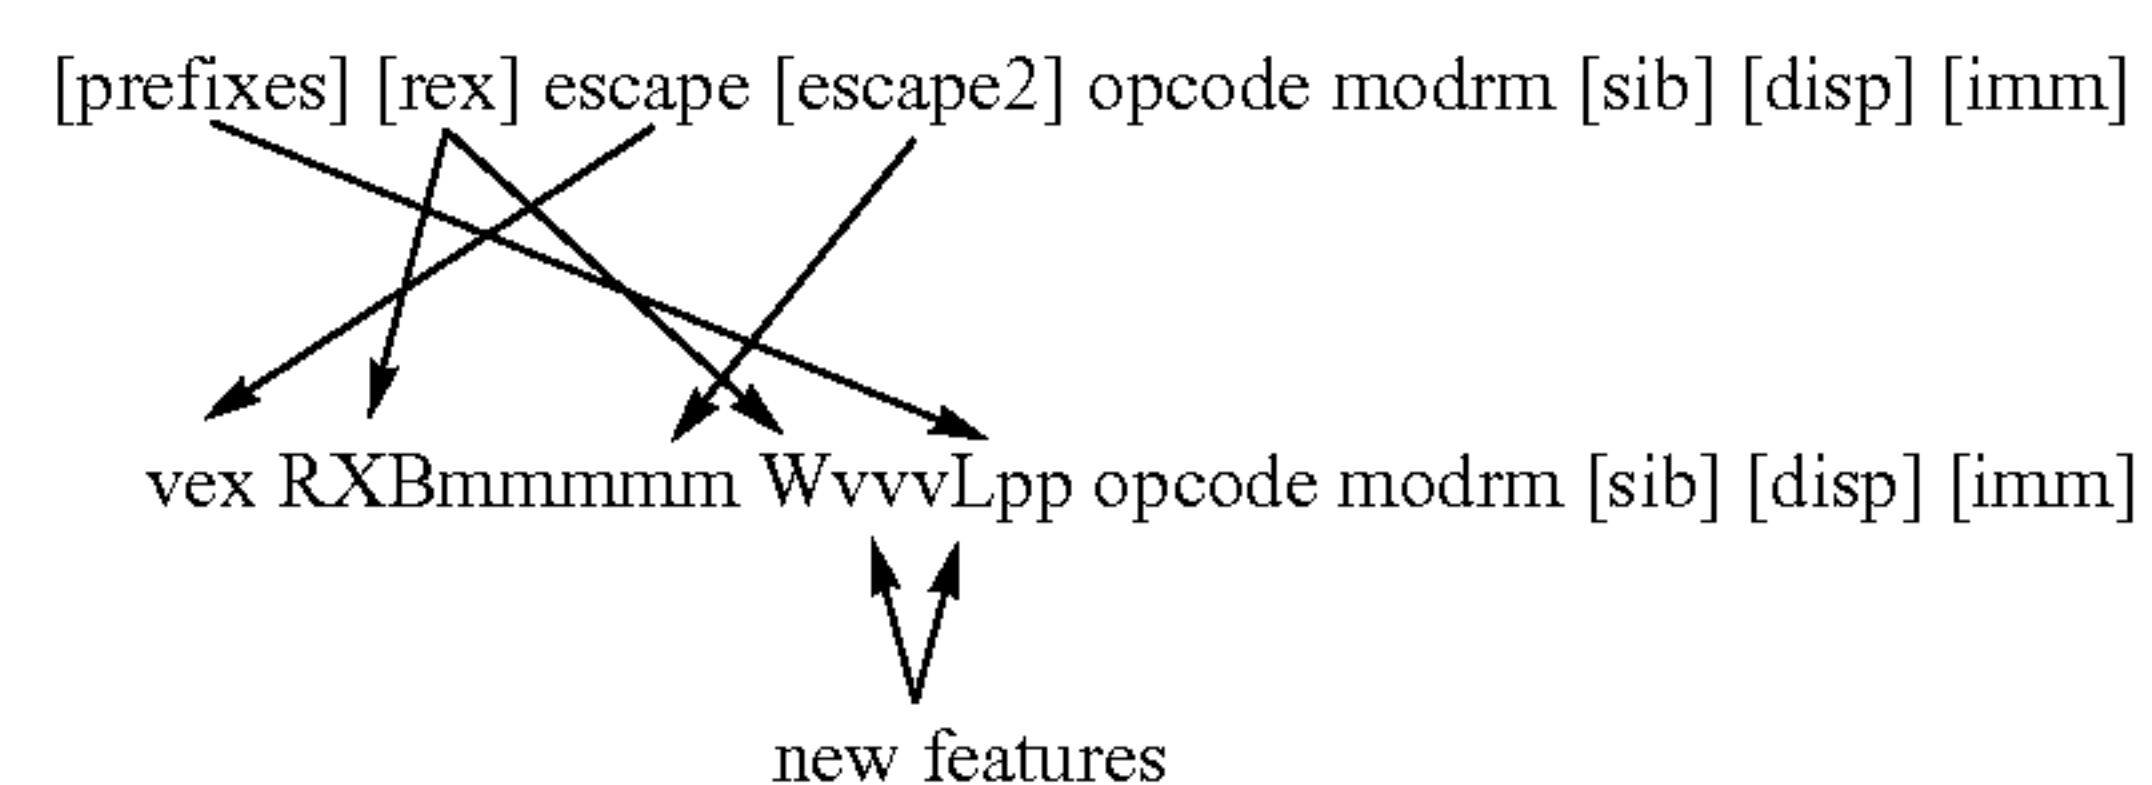 [prefixes] [rex] escape [escape2] opcode modrm [sib] [disp] [imm]
vex RXBmmmmm WvvvLpp opcode modrm [sib] [disp] [imm]
new features